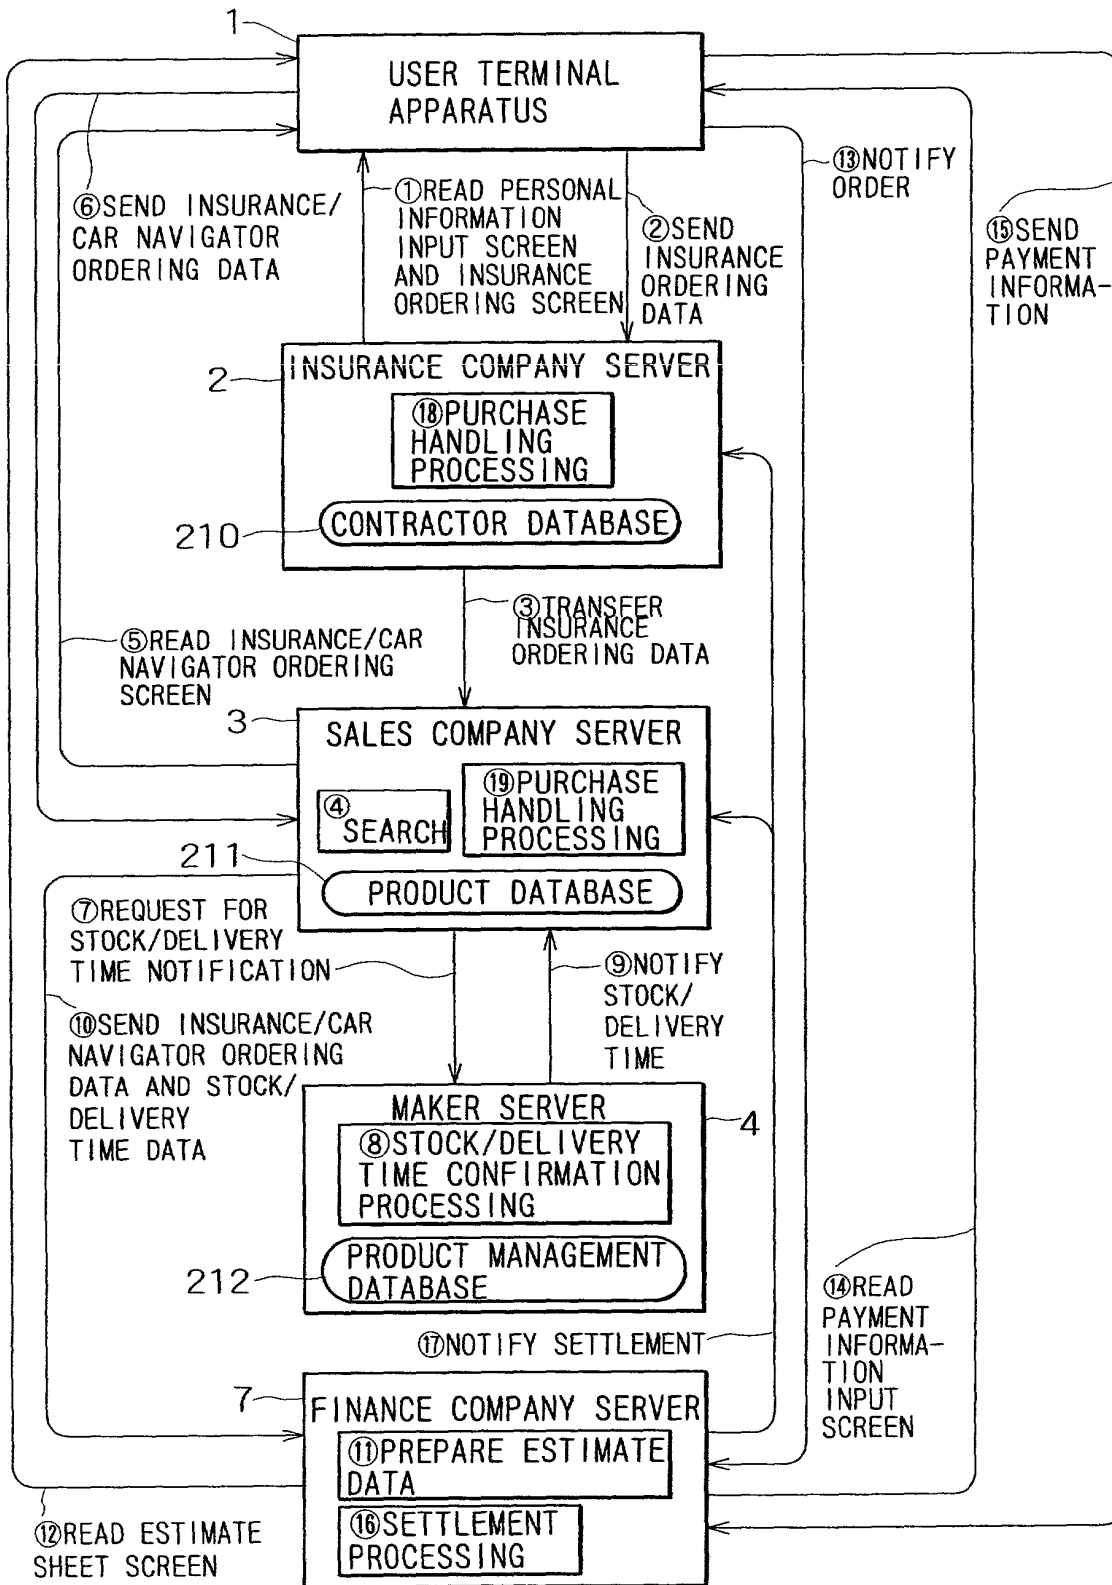 1
USER TERMINAL
APPARATUS
⑬NOTIFY
ORDER
⑥SEND INSURANCE/
CAR NAVIGATOR
ORDERING DATA
①READ PERSONAL
INFORMATION
INPUT SCREEN
AND INSURANCE
ORDERING SCREEN
②SEND
INSURANCE
ORDERING
DATA
⑮SEND
PAYMENT
INFORMA-
TION
2
INSURANCE COMPANY SERVER
⑱PURCHASE
HANDLING
PROCESSING
210
CONTRACTOR DATABASE
③TRANSFER
INSURANCE
ORDERING DATA
⑤READ INSURANCE/CAR
NAVIGATOR ORDERING
SCREEN
3
SALES COMPANY SERVER
④
SEARCH
⑲PURCHASE
HANDLING
PROCESSING
211
PRODUCT DATABASE
⑦REQUEST FOR
STOCK/DELIVERY
TIME NOTIFICATION
⑨NOTIFY
STOCK/
DELIVERY
TIME
⑩SEND INSURANCE/CAR
NAVIGATOR ORDERING
DATA AND STOCK/
DELIVERY
TIME DATA
MAKER SERVER
4
⑧STOCK/DELIVERY
TIME CONFIRMATION
PROCESSING
212
PRODUCT MANAGEMENT
DATABASE
⑭READ
PAYMENT
INFORMA-
TION
INPUT
SCREEN
⑰NOTIFY SETTLEMENT
7
FINANCE COMPANY SERVER
⑪PREPARE ESTIMATE
DATA
⑯SETTLEMENT
PROCESSING
⑫READ ESTIMATE
SHEET SCREEN